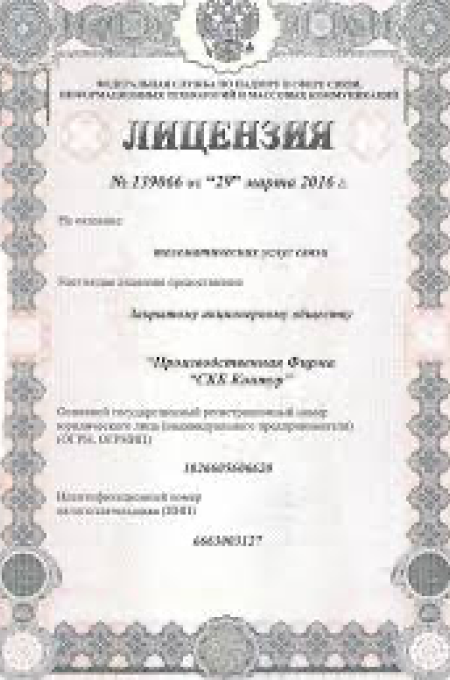 ФЕДЕРАЛЬНАЯ СЛУЖБА ПО НАДЗОРУ В СФЕРЕ СВЯЗИ,
ИНФОРМАЦИОННЫХ ТЕХНОЛОГИЙ И МАССОВЫХ КОММУНИКАЦИЙ
ЛИЦЕНЗИЯ
№ 139066 от “29” марта 2016 г.
На оказание
телематических услуг связи
Настоящая лицензия предоставлена
Закрытому акционерному обществу
"Производственная Фирма
"СКБ Контур"
Основной государственный регистрационный номер
юридического лица (индивидуального предпринимателя)
(ОГРН, ОГРНИП)
1026605606620
Идентификационный номер
налогоплательщика (ИНН)
6663003127